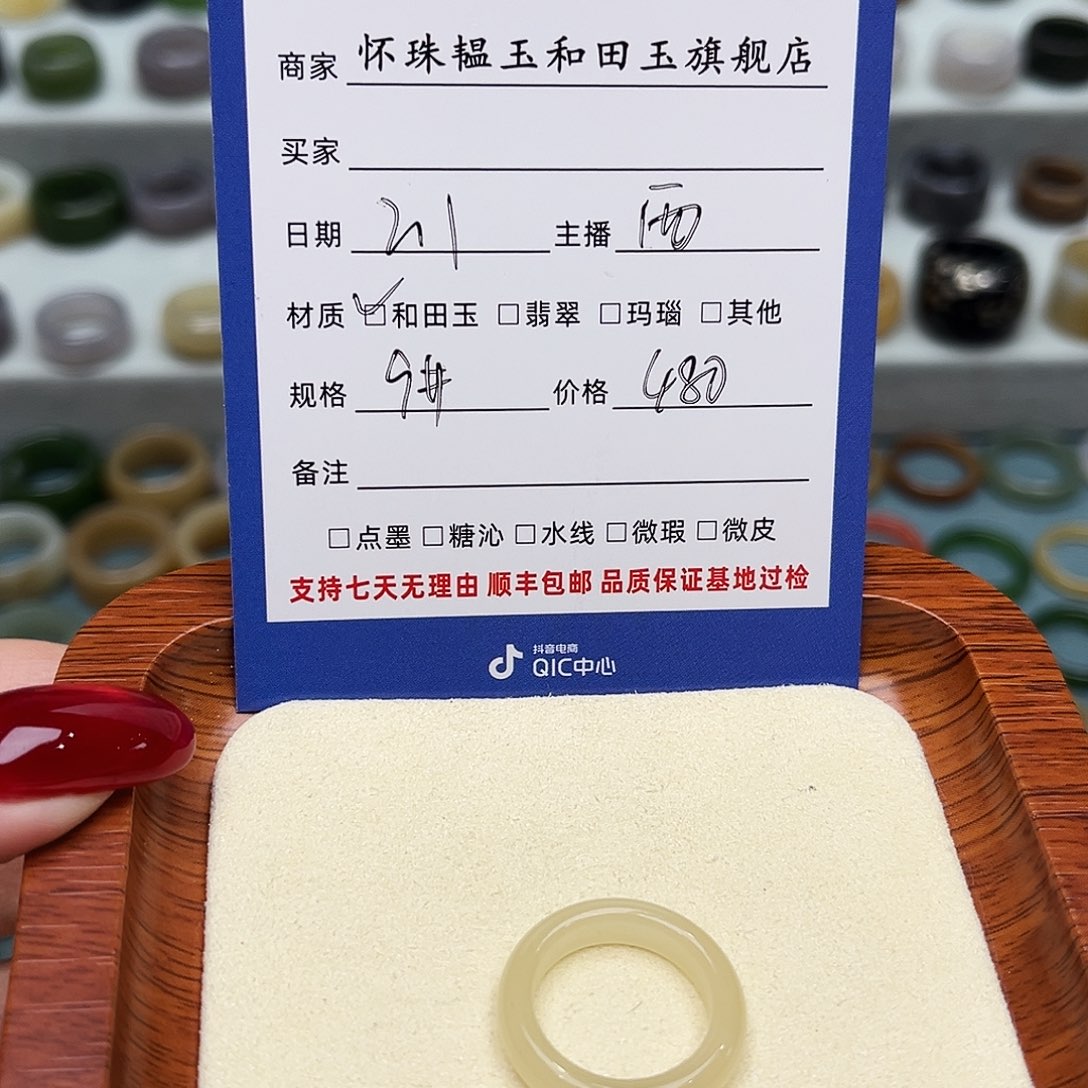 商家 怀珠韫玉和田玉旗舰店
买家
日期 21 主播 雨
材质 ☑和田玉 □翡翠 □玛瑙 □其他
规格 9# 价格 480
备注
□点墨 □糖沁 □水线 □微瑕 □微皮
支持七天无理由 顺丰包邮 品质保证基地过检
抖音电商
QIC中心